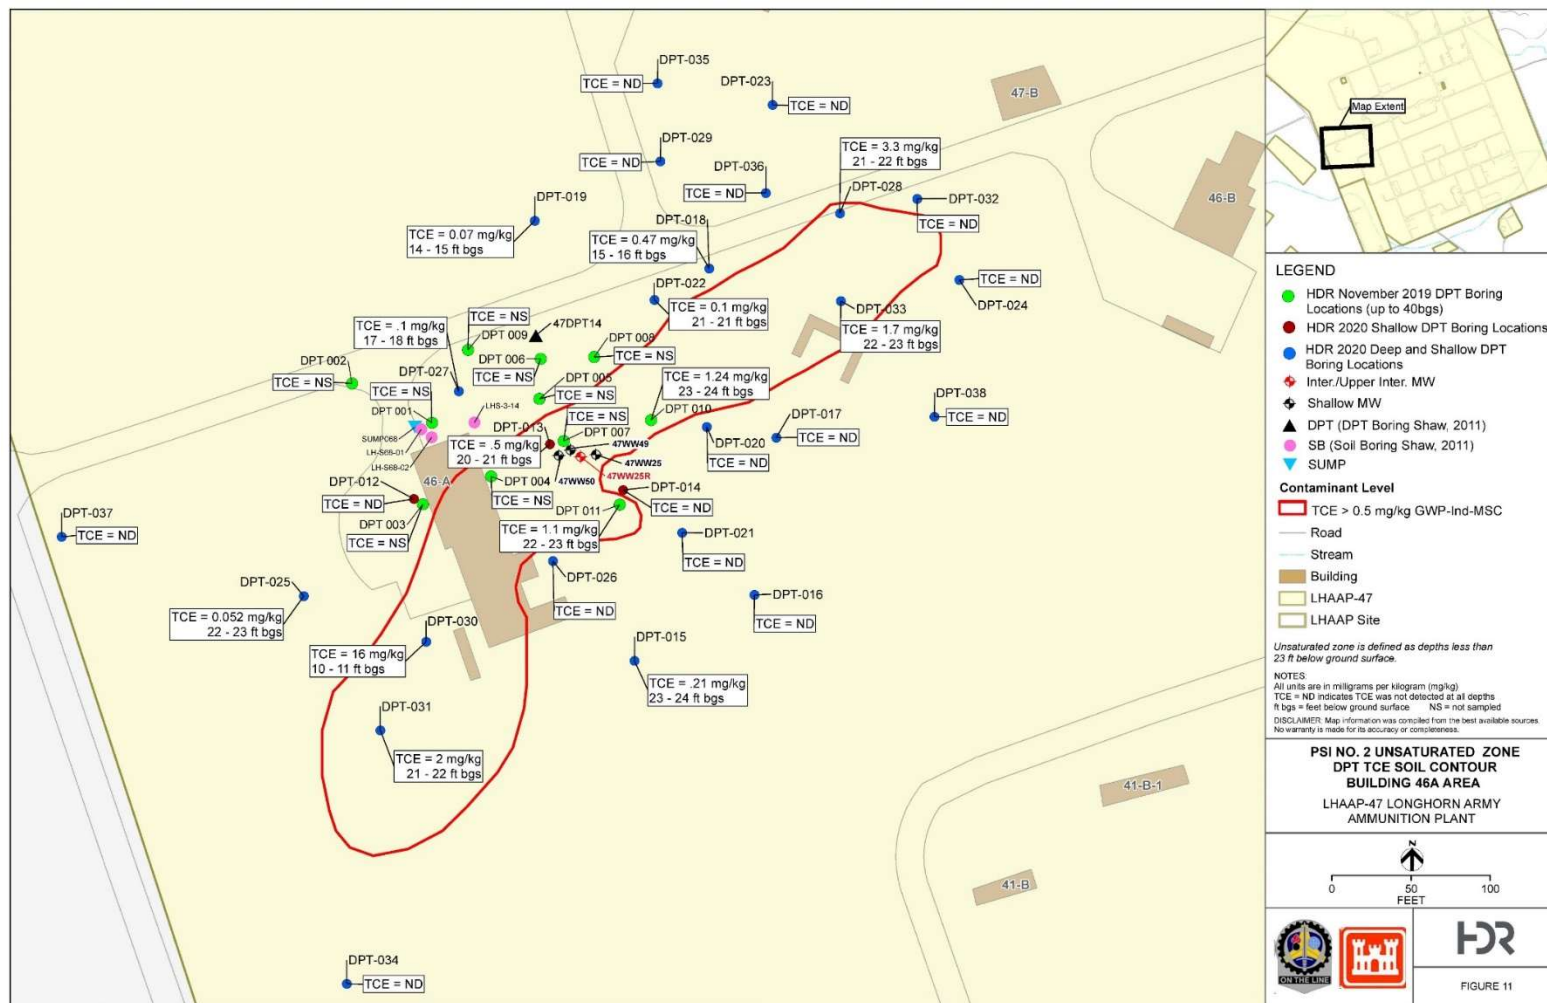 DPT-035
TCE = ND
DPT-023
TCE = ND
47-B
DPT-029
TCE = ND
DPT-036
TCE = ND
TCE = 3.3 mg/kg
21 - 22 ft bgs
DPT-028
DPT-032
TCE = ND
46-B
DPT-019
TCE = 0.07 mg/kg
14 - 15 ft bgs
DPT-018
TCE = 0.47 mg/kg
15 - 16 ft bgs
DPT-022
TCE = 0.1 mg/kg
21 - 21 ft bgs
TCE = ND
DPT-024
DPT-033
TCE = 1.7 mg/kg
22 - 23 ft bgs
TCE = NS
DPT 009
47DPT14
TCE = .1 mg/kg
17 - 18 ft bgs
DPT-027
DPT 008
TCE = NS
DPT 006
TCE = NS
DPT 002
TCE = NS
TCE = NS
DPT 001
DPT 005
TCE = NS
TCE = 1.24 mg/kg
23 - 24 ft bgs
DPT 010
DPT-038
TCE = ND
LHS-3-14
SUMP068
LH-S68-01
LH-S68-02
TCE = NS
DPT 007
DPT-013
TCE = .5 mg/kg
20 - 21 ft bgs
47WW49
47WW25
47WW50
47WW25R
DPT-017
TCE = ND
DPT-020
TCE = ND
46-A
DPT 004
TCE = NS
DPT-012
TCE = ND
DPT 003
TCE = NS
DPT-014
TCE = ND
DPT 011
TCE = 1.1 mg/kg
22 - 23 ft bgs
DPT-037
TCE = ND
DPT-021
TCE = ND
DPT-026
TCE = ND
DPT-025
TCE = 0.052 mg/kg
22 - 23 ft bgs
DPT-016
TCE = ND
DPT-030
TCE = 16 mg/kg
10 - 11 ft bgs
DPT-015
TCE = .21 mg/kg
23 - 24 ft bgs
DPT-031
TCE = 2 mg/kg
21 - 22 ft bgs
41-B-1
41-B
DPT-034
TCE = ND
Map Extent
LEGEND
HDR November 2019 DPT Boring
Locations (up to 40bgs)
HDR 2020 Shallow DPT Boring Locations
HDR 2020 Deep and Shallow DPT
Boring Locations
Inter./Upper Inter. MW
Shallow MW
DPT (DPT Boring Shaw, 2011)
SB (Soil Boring Shaw, 2011)
SUMP
Contaminant Level
TCE > 0.5 mg/kg GWP-Ind-MSC
Road
Stream
Building
LHAAP-47
LHAAP Site
Unsaturated zone is defined as depths less than
23 ft below ground surface.
NOTES:
All units are in milligrams per kilogram (mg/kg)
TCE = ND indicates TCE was not detected at all depths
ft bgs = feet below ground surface NS = not sampled
DISCLAIMER: Map information was compiled from the best available sources.
No warranty is made for its accuracy or completeness.
PSI NO. 2 UNSATURATED ZONE
DPT TCE SOIL CONTOUR
BUILDING 46A AREA
LHAAP-47 LONGHORN ARMY
AMMUNITION PLANT
N
0 50 100
FEET
ON THE LINE
HDR
FIGURE 11